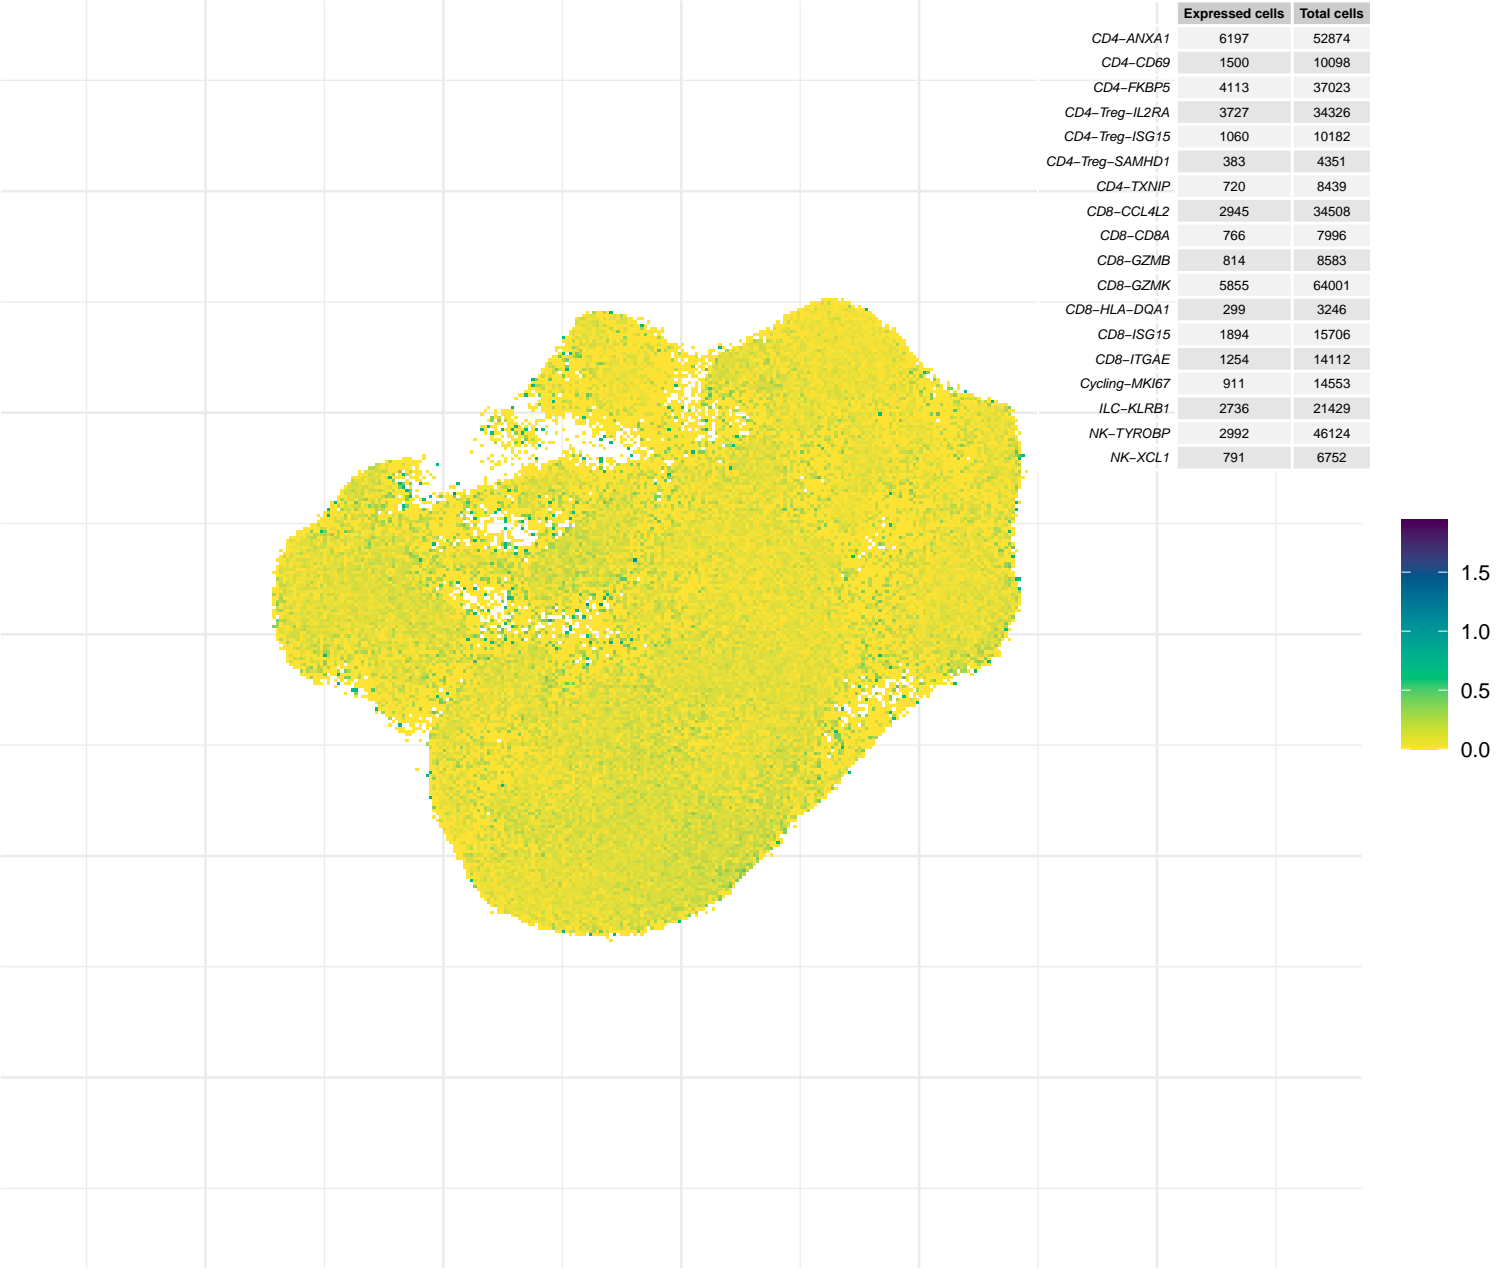 Expressed cells Total cells
CD4−ANXA1 6197 52874
CD4−CD69 1500 10098
CD4−FKBP5 4113 37023
CD4−Treg−IL2RA 3727 34326
CD4−Treg−ISG15 1060 10182
CD4−Treg−SAMHD1 383 4351
CD4−TXNIP 720 8439
CD8−CCL4L2 2945 34508
CD8−CD8A 766 7996
CD8−GZMB 814 8583
CD8−GZMK 5855 64001
CD8−HLA−DQA1 299 3246
CD8−ISG15 1894 15706
CD8−ITGAE 1254 14112
Cycling−MKI67 911 14553
ILC−KLRB1 2736 21429
NK−TYROBP 2992 46124
NK−XCL1 791 6752
1.5
1.0
0.5
0.0